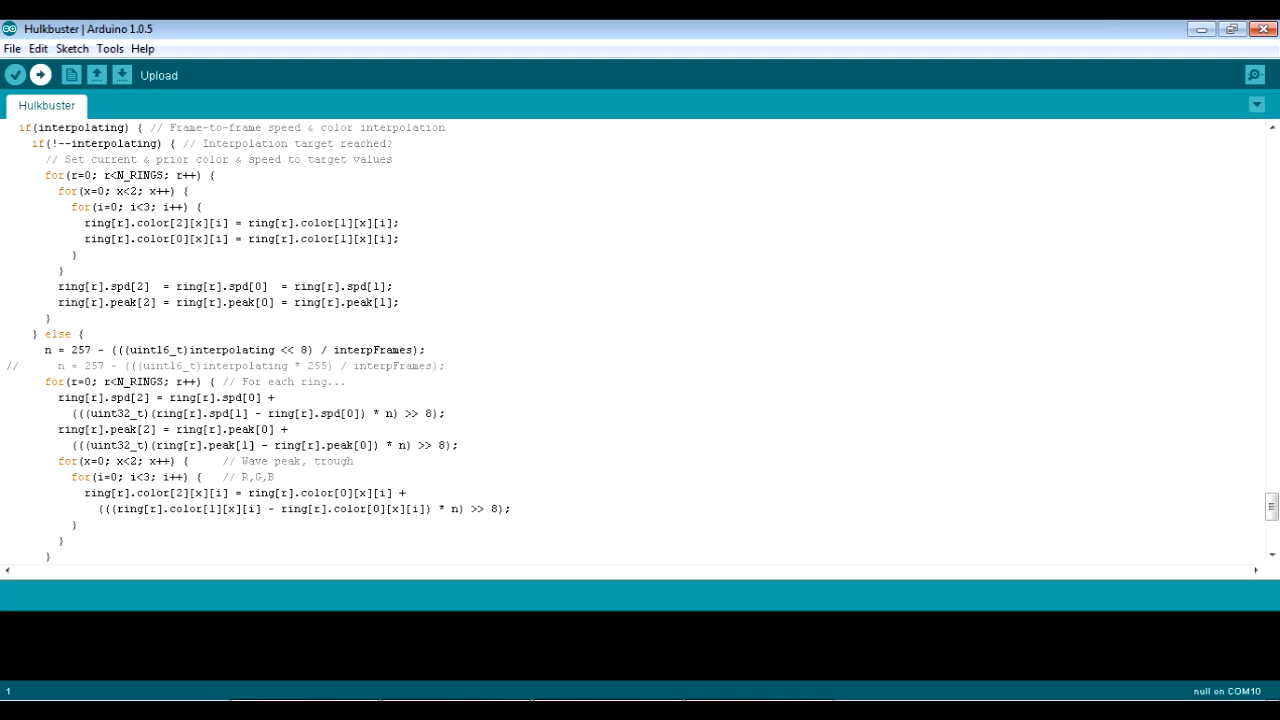 Hulkbuster | Arduino 1.0.5
File Edit Sketch Tools Help
Upload
Hulkbuster
if(interpolating) { // Frame-to-frame speed & color interpolation
if(!--interpolating) { // Interpolation target reached?
// Set current & prior color & speed to target values
for(r=0; r<N_RINGS; r++) {
for(x=0; x<2; x++) {
for(i=0; i<3; i++) {
ring[r].color[2][x][i] = ring[r].color[1][x][i];
ring[r].color[0][x][i] = ring[r].color[1][x][i];
}
}
ring[r].spd[2]  = ring[r].spd[0]  = ring[r].spd[1];
ring[r].peak[2] = ring[r].peak[0] = ring[r].peak[1];
}
} else {
n = 257 - (((uint16_t)interpolating << 8) / interpFrames);
//      n = 257 - (((uint16_t)interpolating * 255) / interpFrames);
for(r=0; r<N_RINGS; r++) { // For each ring...
ring[r].spd[2] = ring[r].spd[0] +
(((uint32_t)(ring[r].spd[1] - ring[r].spd[0]) * n) >> 8);
ring[r].peak[2] = ring[r].peak[0] +
(((uint32_t)(ring[r].peak[1] - ring[r].peak[0]) * n) >> 8);
for(x=0; x<2; x++) {     // Wave peak, trough
for(i=0; i<3; i++) {   // R,G,B
ring[r].color[2][x][i] = ring[r].color[0][x][i] +
(((ring[r].color[1][x][i] - ring[r].color[0][x][i]) * n) >> 8);
}
}
}
1
null on COM10